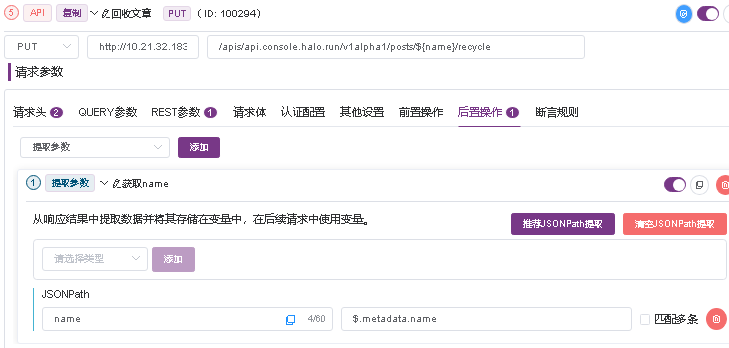 5 API 复制 回收文章 PUT ( ID: 100294)
PUT http://10.21.32.183 /apis/api.console.halo.run/v1alpha1/posts/${name}/recycle
请求参数
请求头 2 QUERY参数 REST参数 1 请求体 认证配置 其他设置 前置操作 后置操作 1 断言规则
提取参数 添加
1 提取参数 获取name
从响应结果中提取数据并将其存储在变量中，在后续请求中使用变量。 推荐JSONPath提取 清空JSONPath提取
请选择类型 添加
JSONPath
name 4/60 $.metadata.name 匹配多条